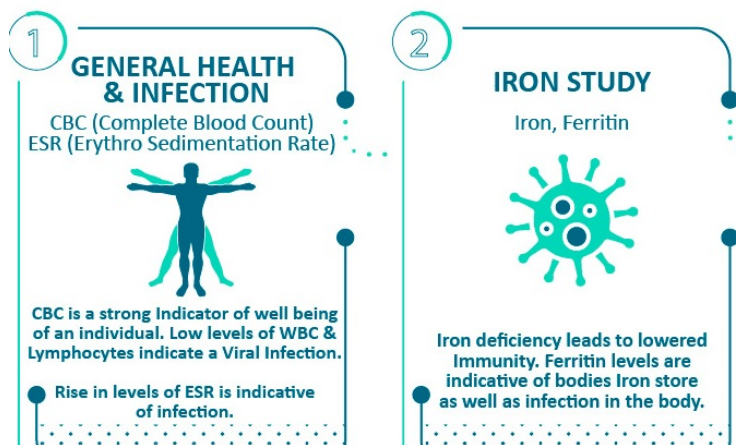 1
GENERAL HEALTH
& INFECTION
CBC (Complete Blood Count)
ESR (Erythro Sedimentation Rate)
CBC is a strong Indicator of well being
of an individual. Low levels of WBC &
Lymphocytes indicate a Viral Infection.
Rise in levels of ESR is indicative
of infection.
2
IRON STUDY
Iron, Ferritin
Iron deficiency leads to lowered
Immunity. Ferritin levels are
indicative of bodies Iron store
as well as infection in the body.